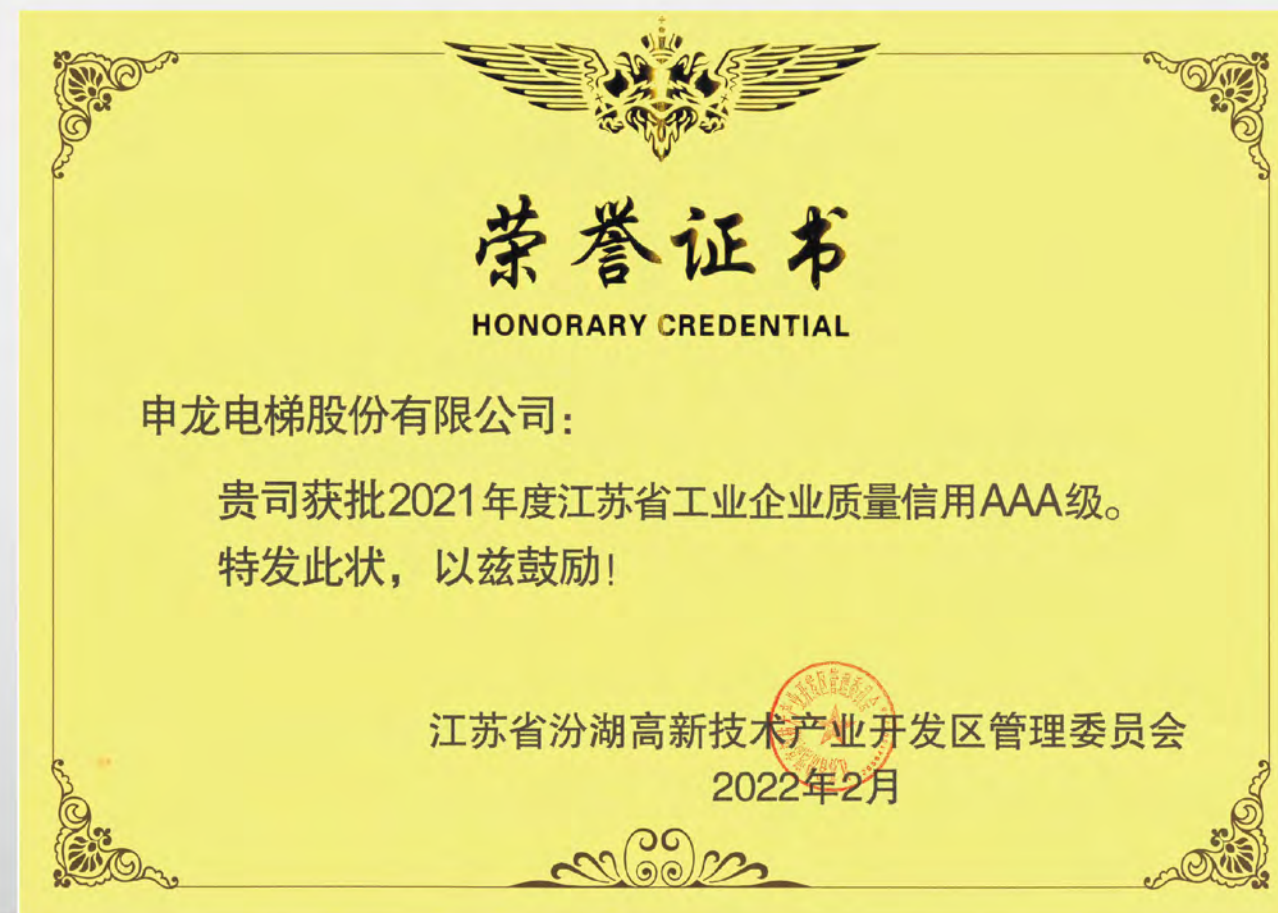 荣誉证书
HONORARY CREDENTIAL
申龙电梯股份有限公司：
贵司获批2021年度江苏省工业企业质量信用AAA级。
特发此状，以兹鼓励！
江苏省汾湖高新技术产业开发区管理委员会
2022年2月